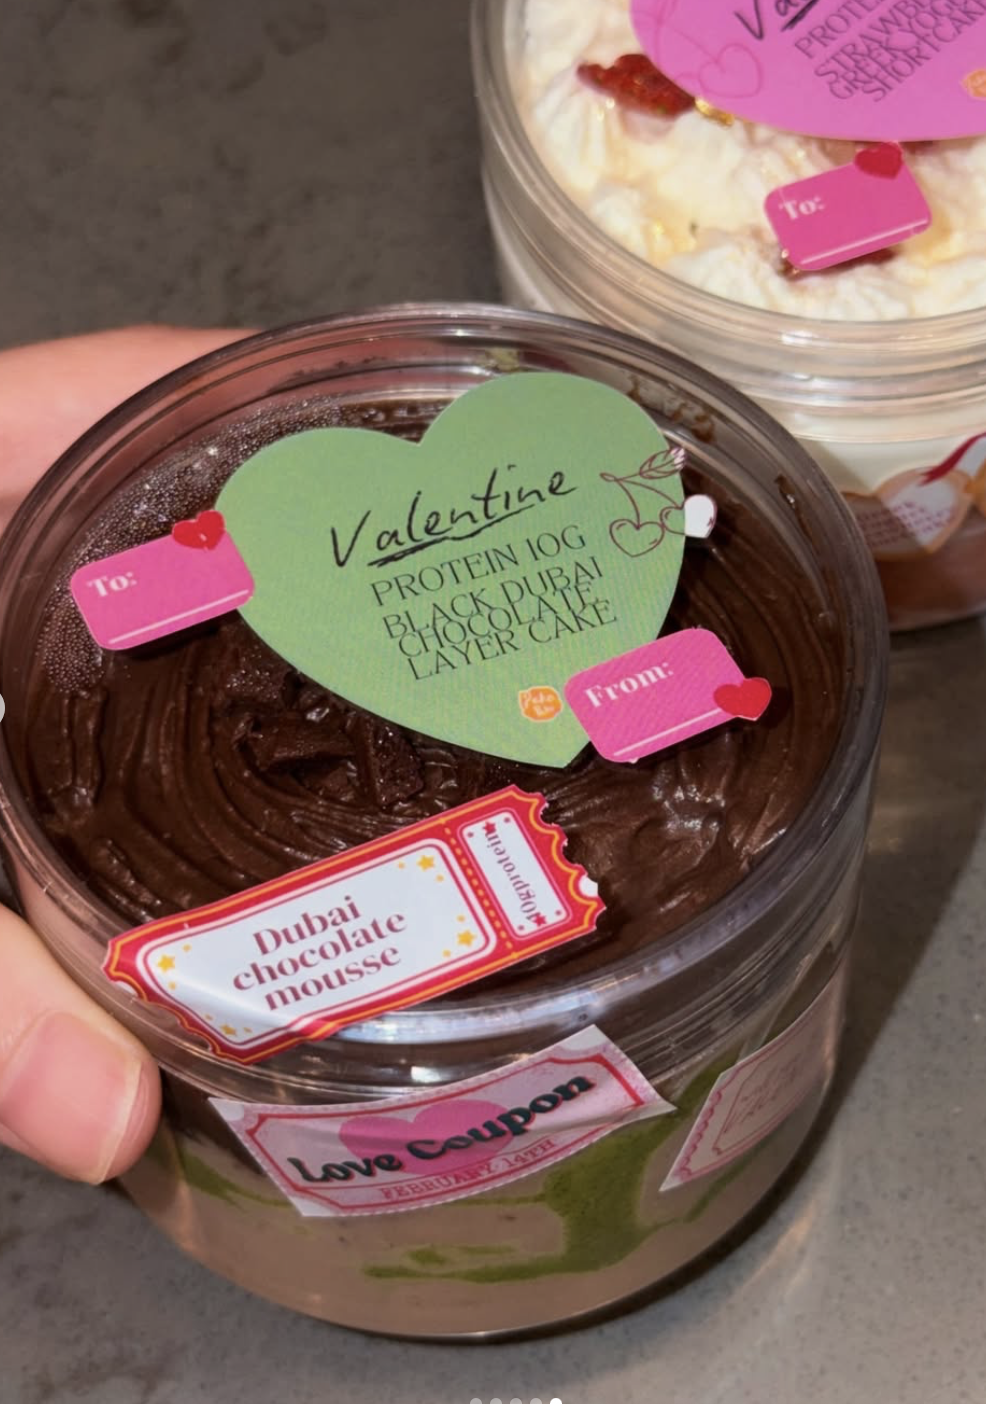 PROTE
STRAWB
GREEK YOG
SHORTCAKE
To:
Valentine
PROTEIN 10G
BLACK DUBAI
CHOCOLATE
LAYER CAKE
To:
From:
Dubai
chocolate
mousse
10gprotein
Love Coupon
FEBRUARY 14TH